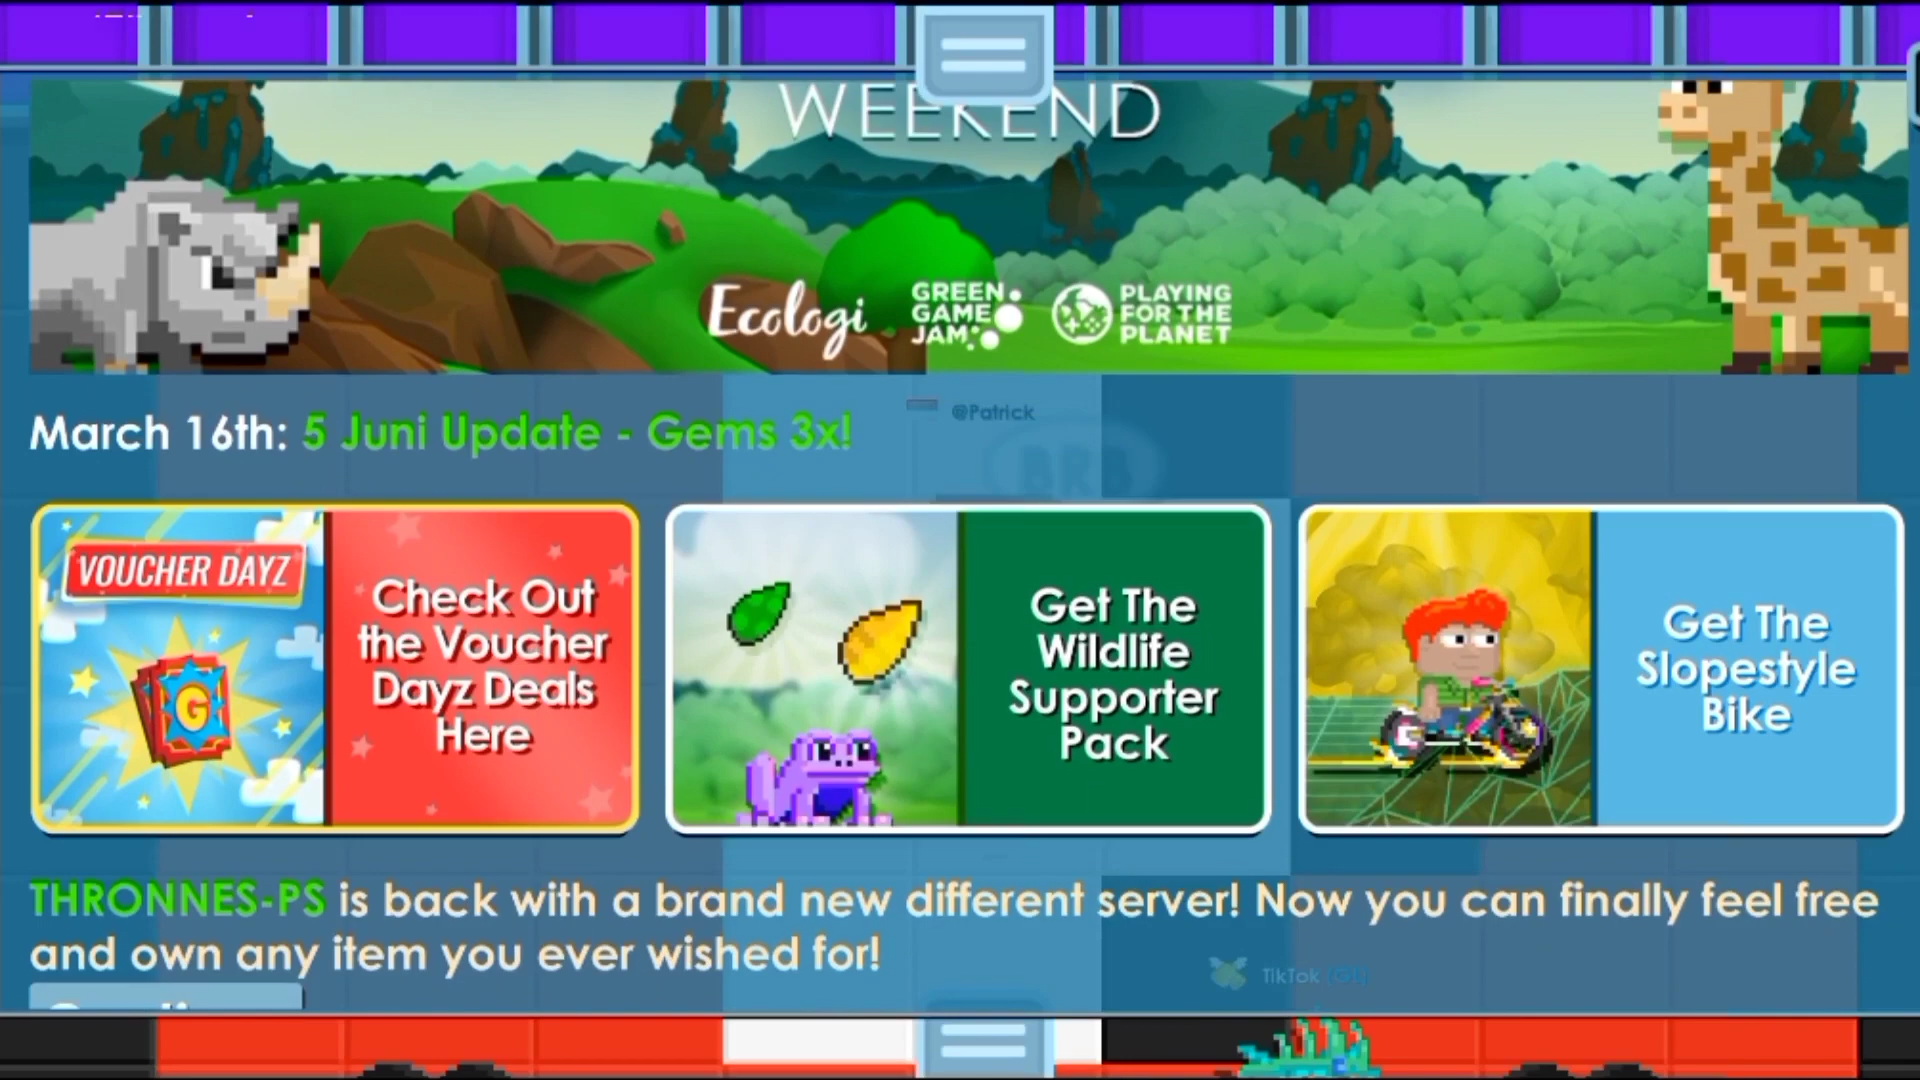 WEEKEND
Ecologi
GREEN
GAME
JAM
PLAYING
FOR THE
PLANET
March 16th: 5 Juni Update - Gems 3x!
@Patrick
BRB
VOUCHER DAYZ
G
Check Out
the Voucher
Dayz Deals
Here
Get The
Wildlife
Supporter
Pack
Get The
Slopestyle
Bike
THRONNES-PS is back with a brand new different server! Now you can finally feel free
and own any item you ever wished for!
TikTok (GL)